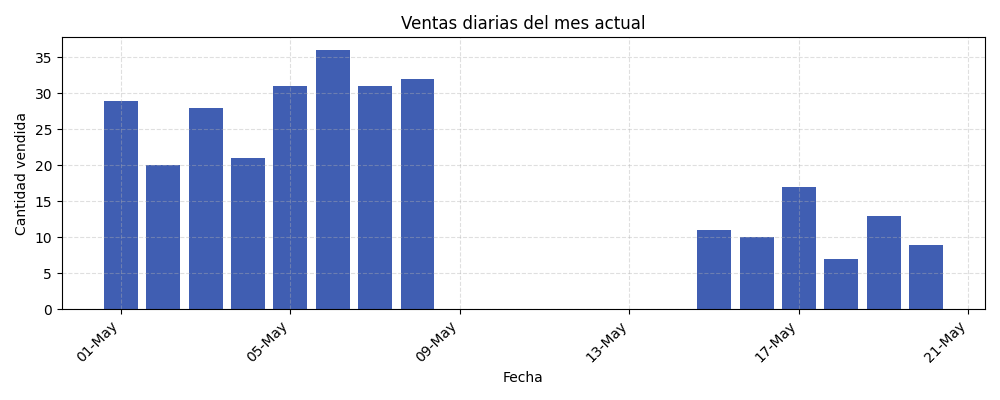 Ventas diarias del mes actual
Cantidad vendida
35
30
25
20
15
10
5
0
01-May
05-May
09-May
13-May
17-May
21-May
Fecha